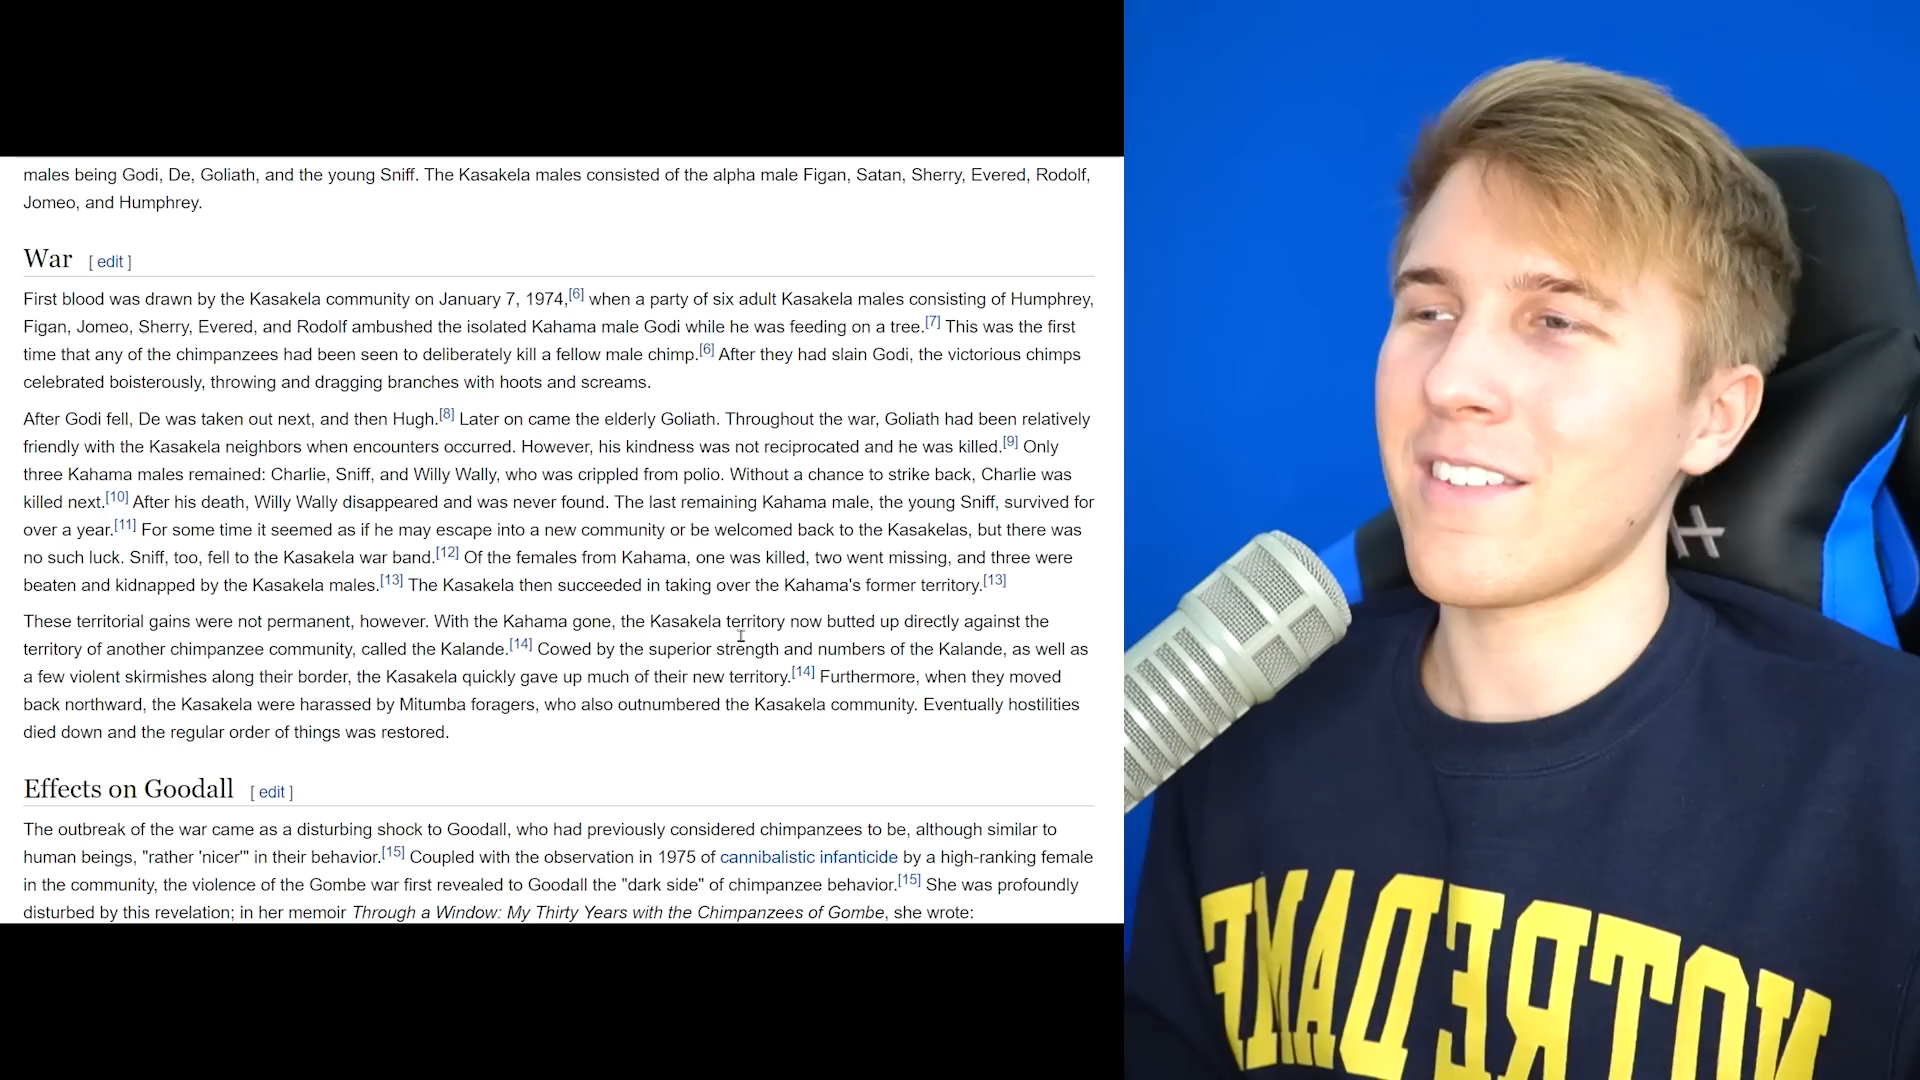 males being Godi, De, Goliath, and the young Sniff. The Kasakela males consisted of the alpha male Figan, Satan, Sherry, Evered, Rodolf,
Jomeo, and Humphrey.
War [ edit ]
First blood was drawn by the Kasakela community on January 7, 1974,[6] when a party of six adult Kasakela males consisting of Humphrey,
Figan, Jomeo, Sherry, Evered, and Rodolf ambushed the isolated Kahama male Godi while he was feeding on a tree.[7] This was the first
time that any of the chimpanzees had been seen to deliberately kill a fellow male chimp.[6] After they had slain Godi, the victorious chimps
celebrated boisterously, throwing and dragging branches with hoots and screams.
After Godi fell, De was taken out next, and then Hugh.[8] Later on came the elderly Goliath. Throughout the war, Goliath had been relatively
friendly with the Kasakela neighbors when encounters occurred. However, his kindness was not reciprocated and he was killed.[9] Only
three Kahama males remained: Charlie, Sniff, and Willy Wally, who was crippled from polio. Without a chance to strike back, Charlie was
killed next.[10] After his death, Willy Wally disappeared and was never found. The last remaining Kahama male, the young Sniff, survived for
over a year.[11] For some time it seemed as if he may escape into a new community or be welcomed back to the Kasakelas, but there was
no such luck. Sniff, too, fell to the Kasakela war band.[12] Of the females from Kahama, one was killed, two went missing, and three were
beaten and kidnapped by the Kasakela males.[13] The Kasakela then succeeded in taking over the Kahama's former territory.[13]
These territorial gains were not permanent, however. With the Kahama gone, the Kasakela territory now butted up directly against the
territory of another chimpanzee community, called the Kalande.[14] Cowed by the superior strength and numbers of the Kalande, as well as
a few violent skirmishes along their border, the Kasakela quickly gave up much of their new territory.[14] Furthermore, when they moved
back northward, the Kasakela were harassed by Mitumba foragers, who also outnumbered the Kasakela community. Eventually hostilities
died down and the regular order of things was restored.
Effects on Goodall [ edit ]
The outbreak of the war came as a disturbing shock to Goodall, who had previously considered chimpanzees to be, although similar to
human beings, "rather 'nicer'" in their behavior.[15] Coupled with the observation in 1975 of cannibalistic infanticide by a high-ranking female
in the community, the violence of the Gombe war first revealed to Goodall the "dark side" of chimpanzee behavior.[15] She was profoundly
disturbed by this revelation; in her memoir Through a Window: My Thirty Years with the Chimpanzees of Gombe, she wrote:
NOTRE DAME